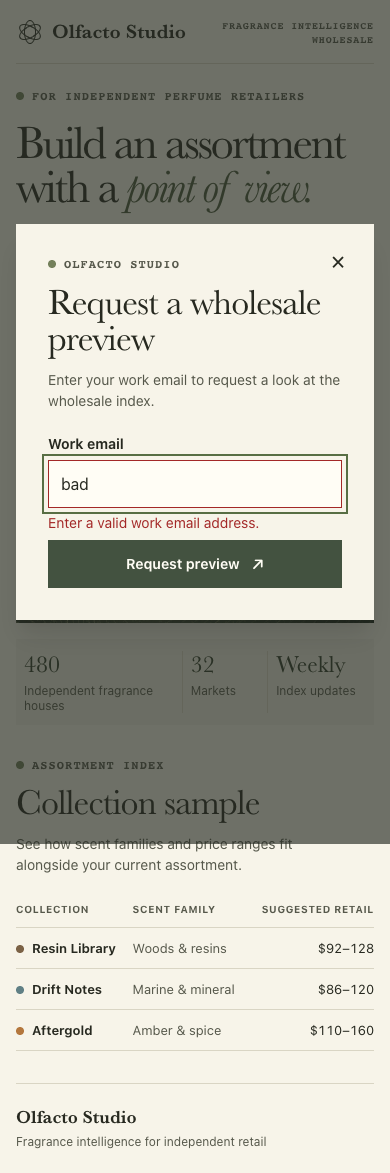 Olfacto Studio
FRAGRANCE INTELLIGENCE
WHOLESALE
FOR INDEPENDENT PERFUME RETAILERS
Build an assortment
with a point of view.
OLFACTO STUDIO
Request a wholesale
preview
Enter your work email to request a look at the
wholesale index.
Work email
bad
Enter a valid work email address.
Request preview
480
Independent fragrance
houses
32
Markets
Weekly
Index updates
ASSORTMENT INDEX
Collection sample
See how scent families and price ranges fit
alongside your current assortment.
COLLECTION SCENT FAMILY SUGGESTED RETAIL
Resin Library Woods & resins $92–128
Drift Notes Marine & mineral $86–120
Aftergold Amber & spice $110–160
Olfacto Studio
Fragrance intelligence for independent retail